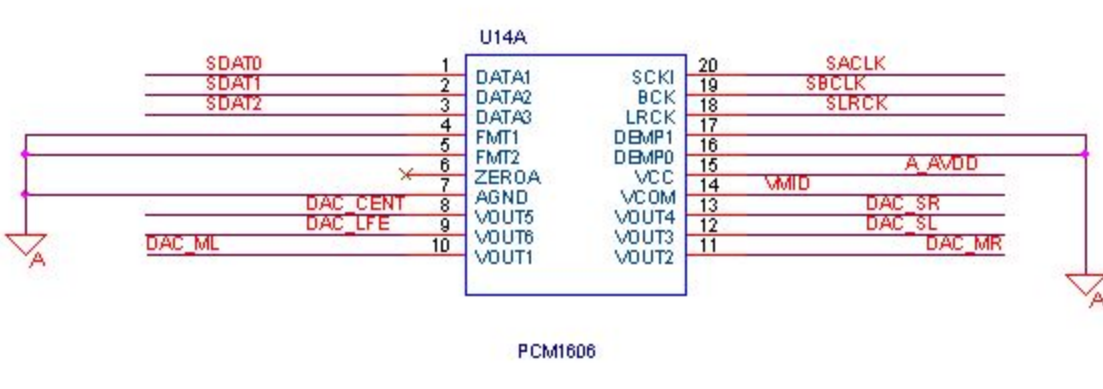 U14A
SDAT0 1 DATA1 SCKI 20 SACLK
SDAT1 2 DATA2 BCK 19 SBCLK
SDAT2 3 DATA3 LRCK 18 SLRCK
4 FMT1 DEMP1 17
5 FMT2 DEMP0 16
6 ZEROA VCC 15 A_AVDD
7 AGND VCOM 14 VMID
DAC_CENT 8 VOUT5 VOUT4 13 DAC_SR
DAC_LFE 9 VOUT6 VOUT3 12 DAC_SL
DAC_ML 10 VOUT1 VOUT2 11 DAC_MR
A
A
PCM1606